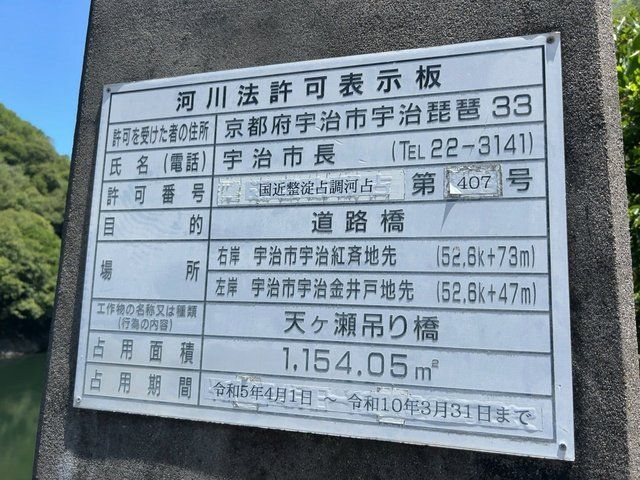 河川法許可表示板
許可を受けた者の住所 京都府宇治市宇治琵琶33
氏名(電話) 宇治市長 (TEL 22-3141)
許可番号 国近整淀占調河占 第 407 号
目的 道路橋
場所 右岸 宇治市宇治紅斉地先 (52,6k+73m)
左岸 宇治市宇治金井戸地先 (52,6k+47m)
工作物の名称又は種類
(行為の内容) 天ヶ瀬吊り橋
占用面積 1,154.05㎡
占用期間 令和5年4月1日 ～ 令和10年3月31日まで